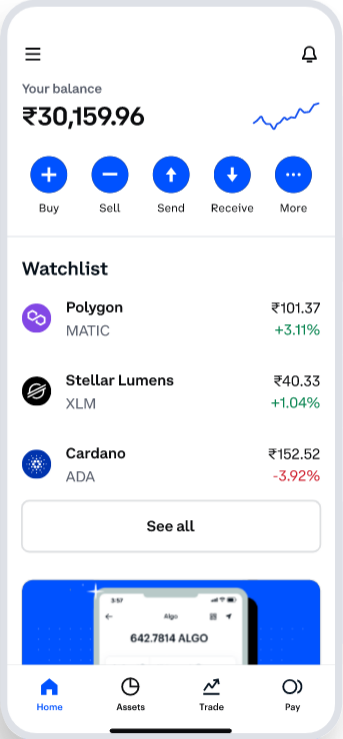 Your balance
₹30,159.96
Buy Sell Send Receive More
Watchlist
Polygon ₹101.37
MATIC +3.11%
Stellar Lumens ₹40.33
XLM +1.04%
Cardano ₹152.52
ADA -3.92%
See all
3:57
Algo
642.7814 ALGO
Home Assets Trade Pay